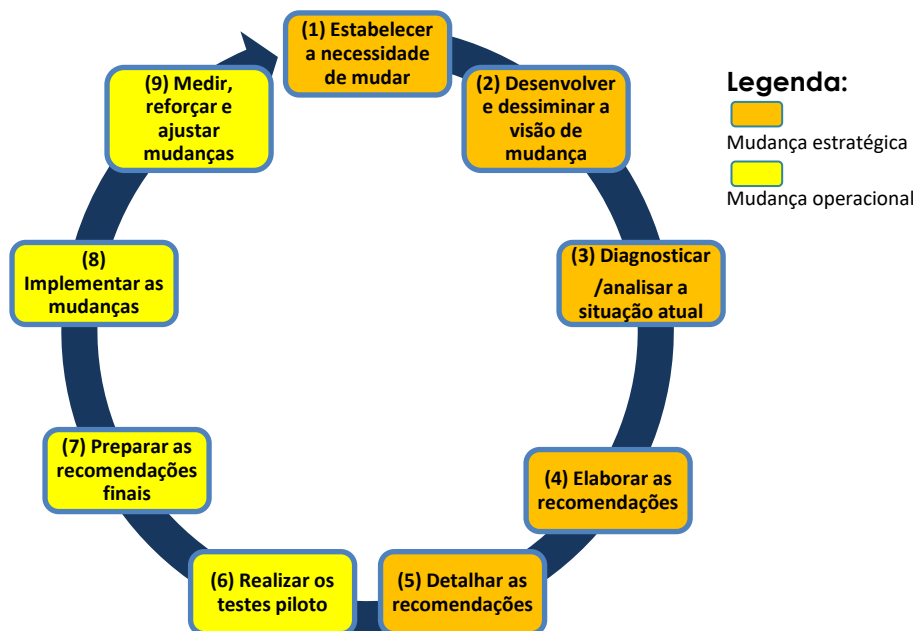 (1) Estabelecer
a necessidade
de mudar
(2) Desenvolver
e dessiminar a
visão de
mudança
(3) Diagnosticar
/analisar a
situação atual
(4) Elaborar as
recomendações
(5) Detalhar as
recomendações
(6) Realizar os
testes piloto
(7) Preparar as
recomendações
finais
(8)
Implementar as
mudanças
(9) Medir,
reforçar e
ajustar
mudanças
Legenda:
Mudança estratégica
Mudança operacional